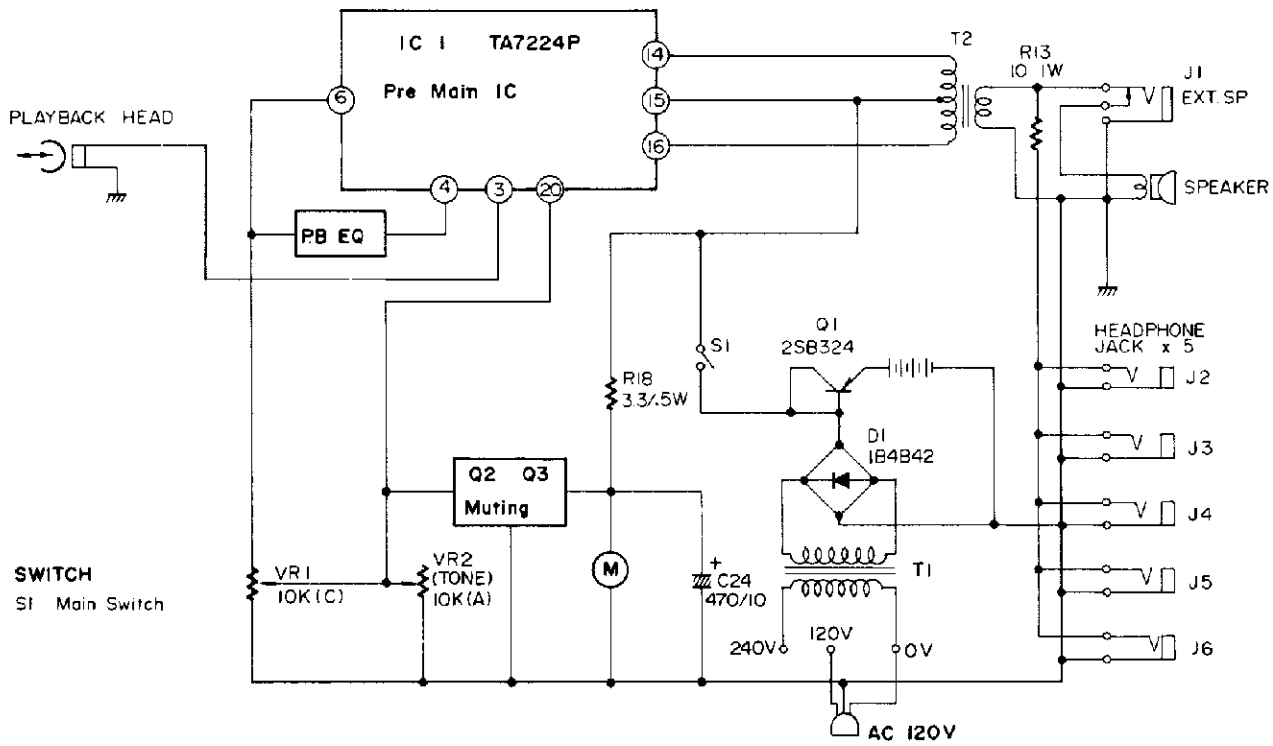 IC 1 TA7224P
Pre Main IC
14
15
16
6
4
3
20
T2
R13
10 1W
J1
EXT. SP
PLAYBACK HEAD
SPEAKER
PB EQ
S1
Q1
2SB324
HEADPHONE
JACK x 5
J2
R18
3.3/.5W
D1
1B4B42
J3
Q2 Q3
Muting
J4
M
+
C24
470/10
T1
J5
SWITCH
S1 Main Switch
VR1
10K(C)
VR2
(TONE)
10K(A)
240V
120V
0V
J6
AC 120V